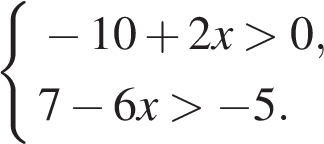 −10 + 2x > 0,
7 − 6x > −5.